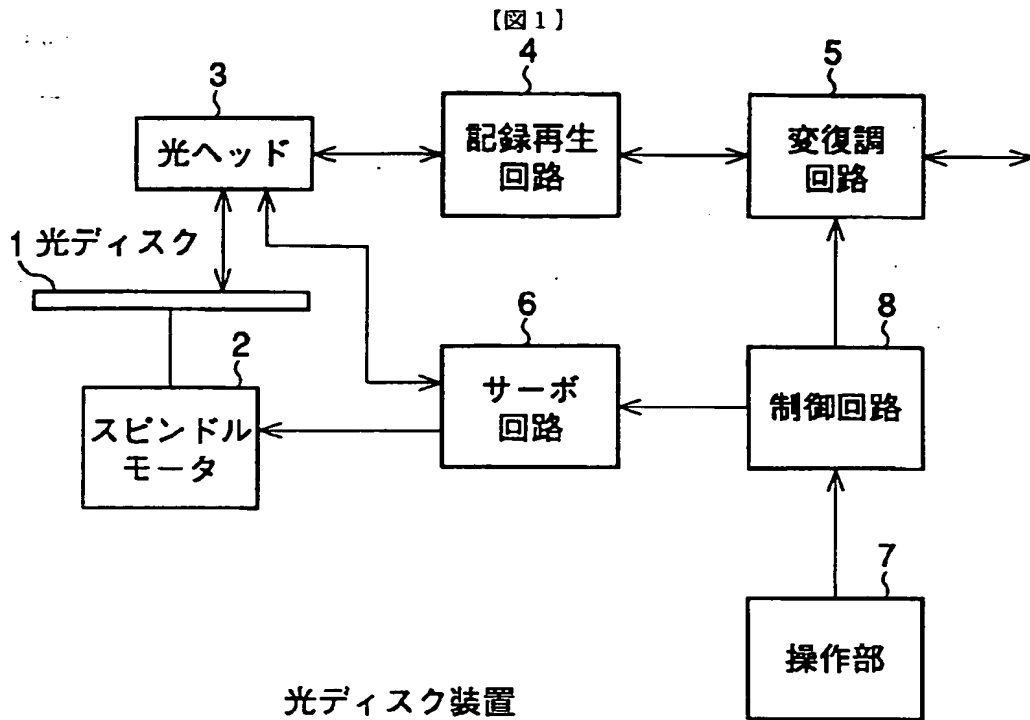 【図1】
3
光ヘッド
4
記録再生
回路
5
変復調
回路
1 光ディスク
2
スピンドル
モータ
6
サーボ
回路
8
制御回路
7
操作部
光ディスク装置